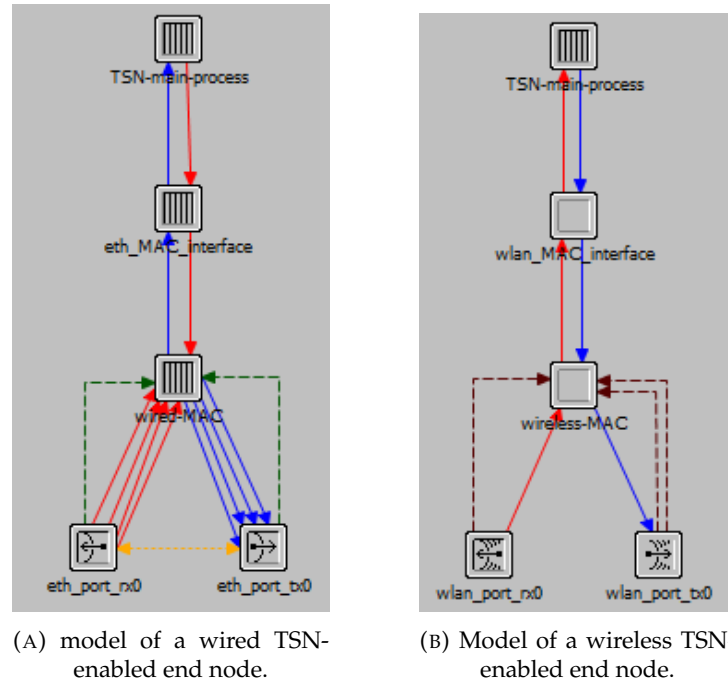 TSN-main-process
eth_MAC_interface
wired-MAC
eth_port_rx0
eth_port_tx0
(A) model of a wired TSN-
enabled end node.
TSN-main-process
wlan_MAC_interface
wireless-MAC
wlan_port_rx0
wlan_port_tx0
(B) Model of a wireless TSN
enabled end node.